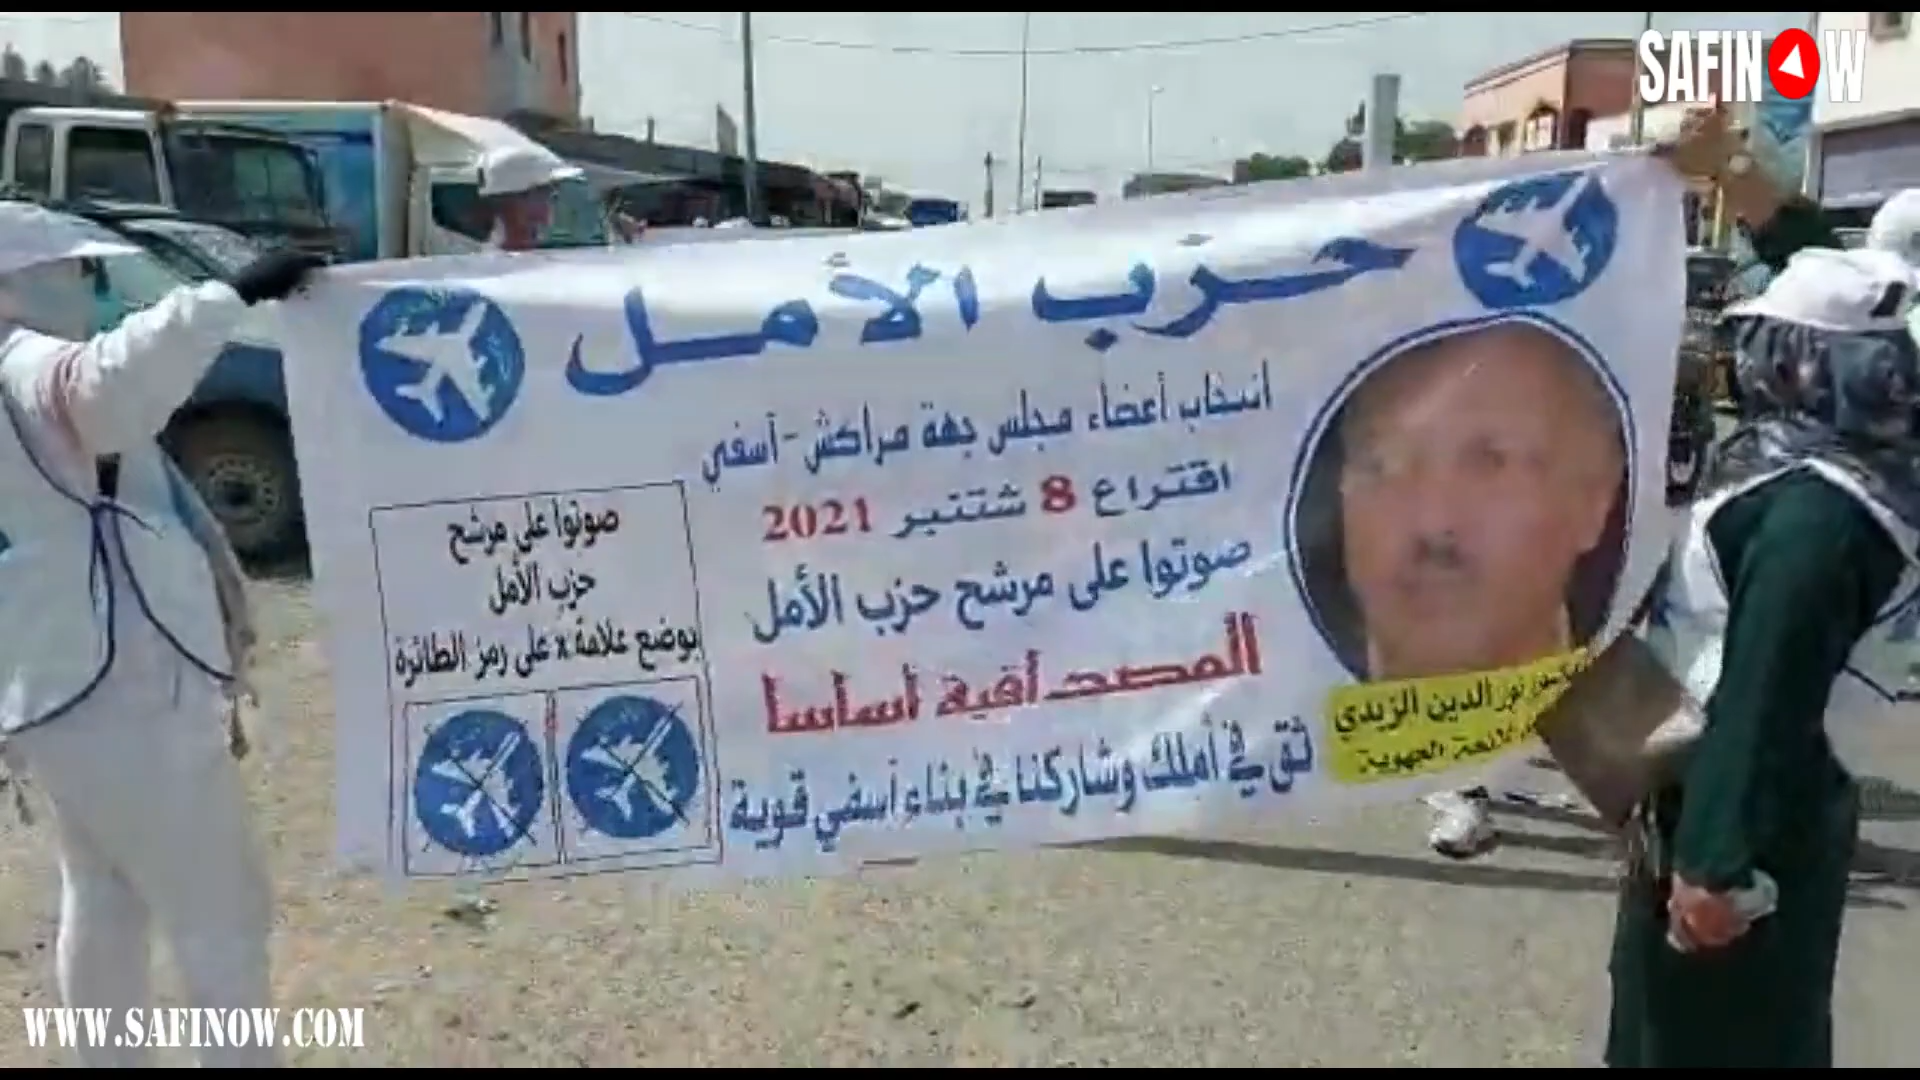 SAFINOW
حزب الأمل
انتخاب أعضاء مجلس جهة مراكش - آسفي
اقتراع 8 شتنبر 2021
صوتوا على مرشح حزب الأمل
المصداقية أساسا
ثق في أملك وشاركنا في بناء آسفي قوية
نور الدين الزيدي
الجهوية
صوتوا على مرشح
حزب الأمل
بوضع علامة x على رمز الطائرة
WWW.SAFINOW.COM